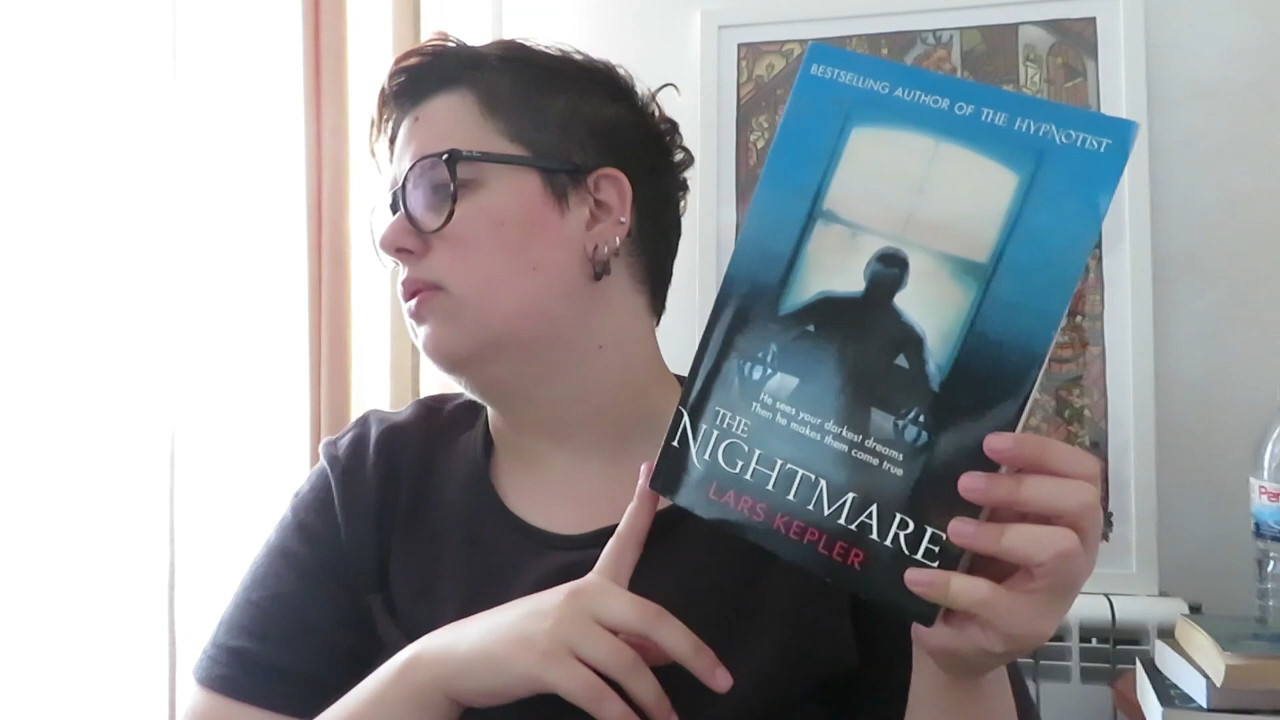 BESTSELLING AUTHOR OF THE HYPNOTIST
He sees your darkest dreams
Then he makes them come true
THE
NIGHTMARE
LARS KEPLER